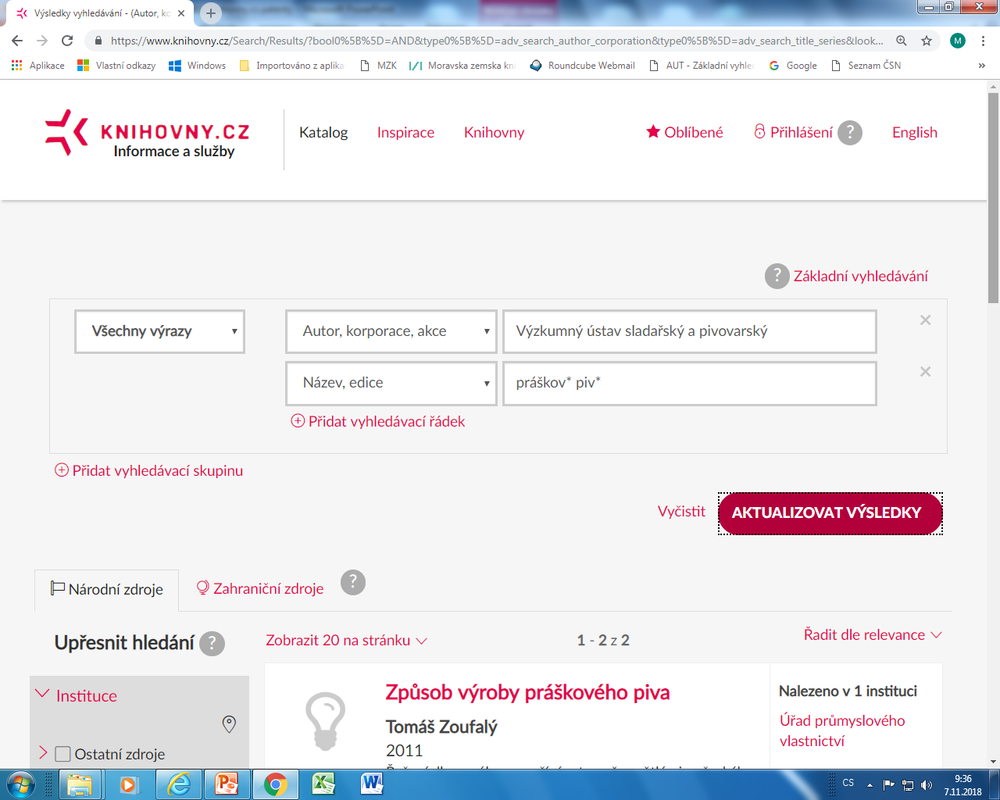 Výsledky vyhledávání - (Autor, ko
https://www.knihovny.cz/Search/Results/?bool0%5B%5D=AND&type0%5B%5D=adv_search_author_corporation&type0%5B%5D=adv_search_title_series&look...
M
Aplikace Vlastní odkazy Windows Importováno z aplika MZK Moravska zemska kni Roundcube Webmail AUT - Základní vyhled Google Seznam ČSN »
KNIHOVNY.CZ
Informace a služby
Katalog Inspirace Knihovny Oblíbené Přihlášení ? English
? Základní vyhledávání
Všechny výrazy Autor, korporace, akce Výzkumný ústav sladařský a pivovarský
Název, edice práškov* piv*
Přidat vyhledávací řádek
Přidat vyhledávací skupinu
Vyčistit AKTUALIZOVAT VÝSLEDKY
Národní zdroje Zahraniční zdroje ?
Upřesnit hledání ? Zobrazit 20 na stránku 1 - 2 z 2 Řadit dle relevance
Instituce
Ostatní zdroje
Způsob výroby práškového piva
Tomáš Zoufalý
2011
Nalezeno v 1 instituci
Úřad průmyslového
vlastnictví
CS 9:36
7.11.2018